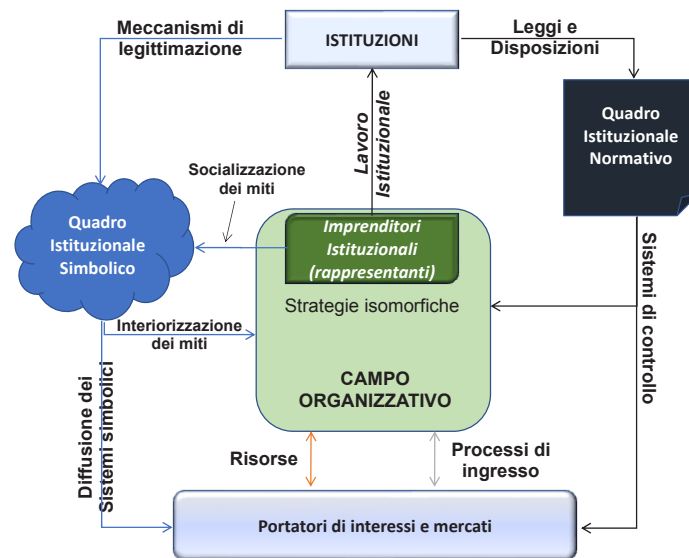 Meccanismi di
legittimazione
ISTITUZIONI
Leggi e
Disposizioni
Quadro
Istituzionale
Normativo
Lavoro
Istituzionale
Socializzazione
dei miti
Quadro
Istituzionale
Simbolico
Imprenditori
Istituzionali
(rappresentanti)
Strategie isomorfiche
Sistemi di controllo
Interiorizzazione
dei miti
CAMPO
ORGANIZZATIVO
Diffusione dei
Sistemi simbolici
Risorse
Processi di
ingresso
Portatori di interessi e mercati